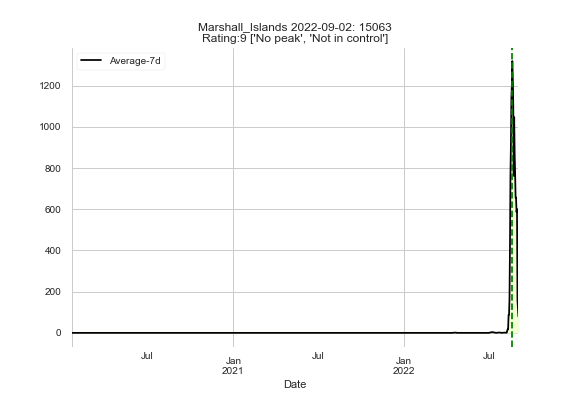 Marshall_Islands 2022-09-02: 15063
Rating:9 ['No peak', 'Not in control']
Average-7d
1200
1000
800
600
400
200
0
Jul
Jan
2021
Jul
Jan
2022
Jul
Date